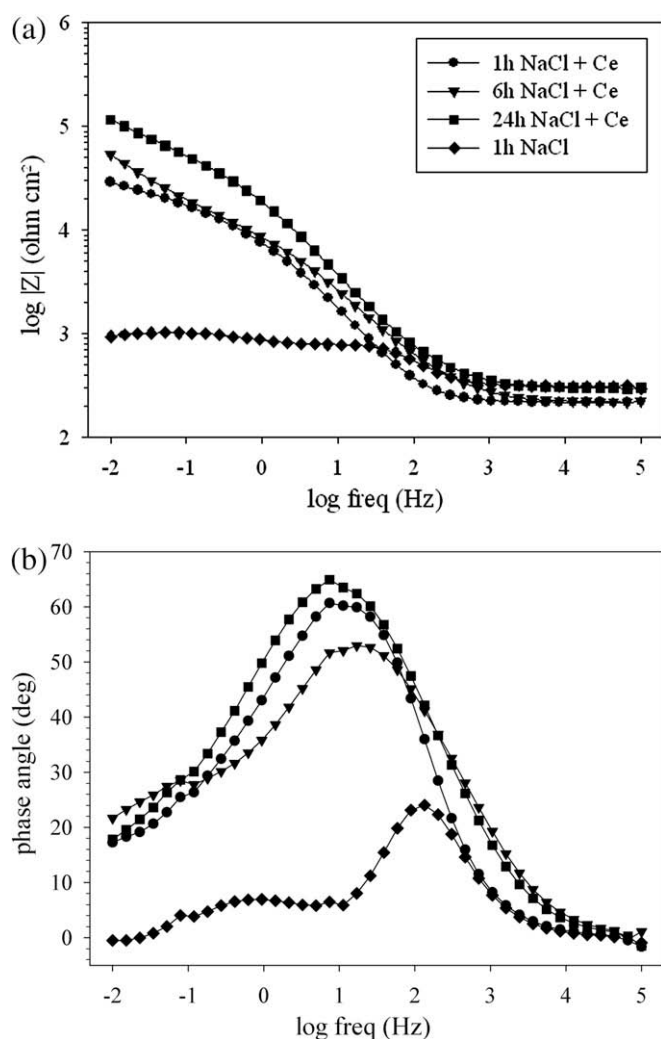 (a)
6
5
4
3
2
log |Z| (ohm cm²)
1h NaCl + Ce
6h NaCl + Ce
24h NaCl + Ce
1h NaCl
-2 -1 0 1 2 3 4 5
log freq (Hz)
(b)
70
60
50
40
30
20
10
0
phase angle (deg)
-2 -1 0 1 2 3 4 5
log freq (Hz)